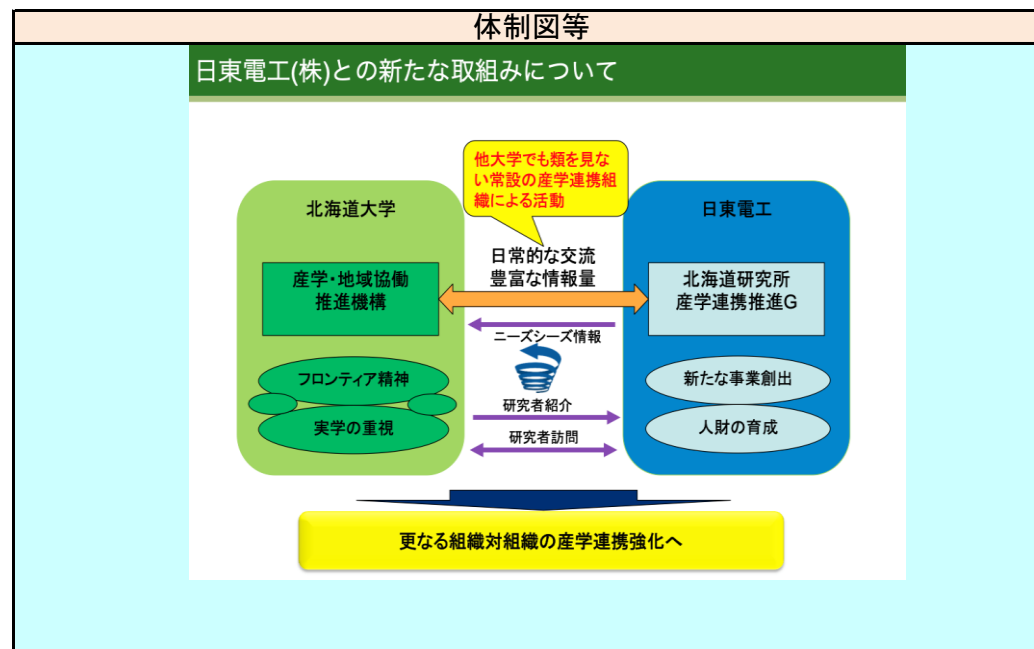 体制図等
日東電工(株)との新たな取組みについて
他大学でも類を見な
い常設の産学連携組
織による活動
北海道大学
日東電工
日常的な交流
豊富な情報量
産学・地域協働
推進機構
北海道研究所
産学連携推進G
ニーズシーズ情報
フロンティア精神
新たな事業創出
研究者紹介
実学の重視
人財の育成
研究者訪問
更なる組織対組織の産学連携強化へ